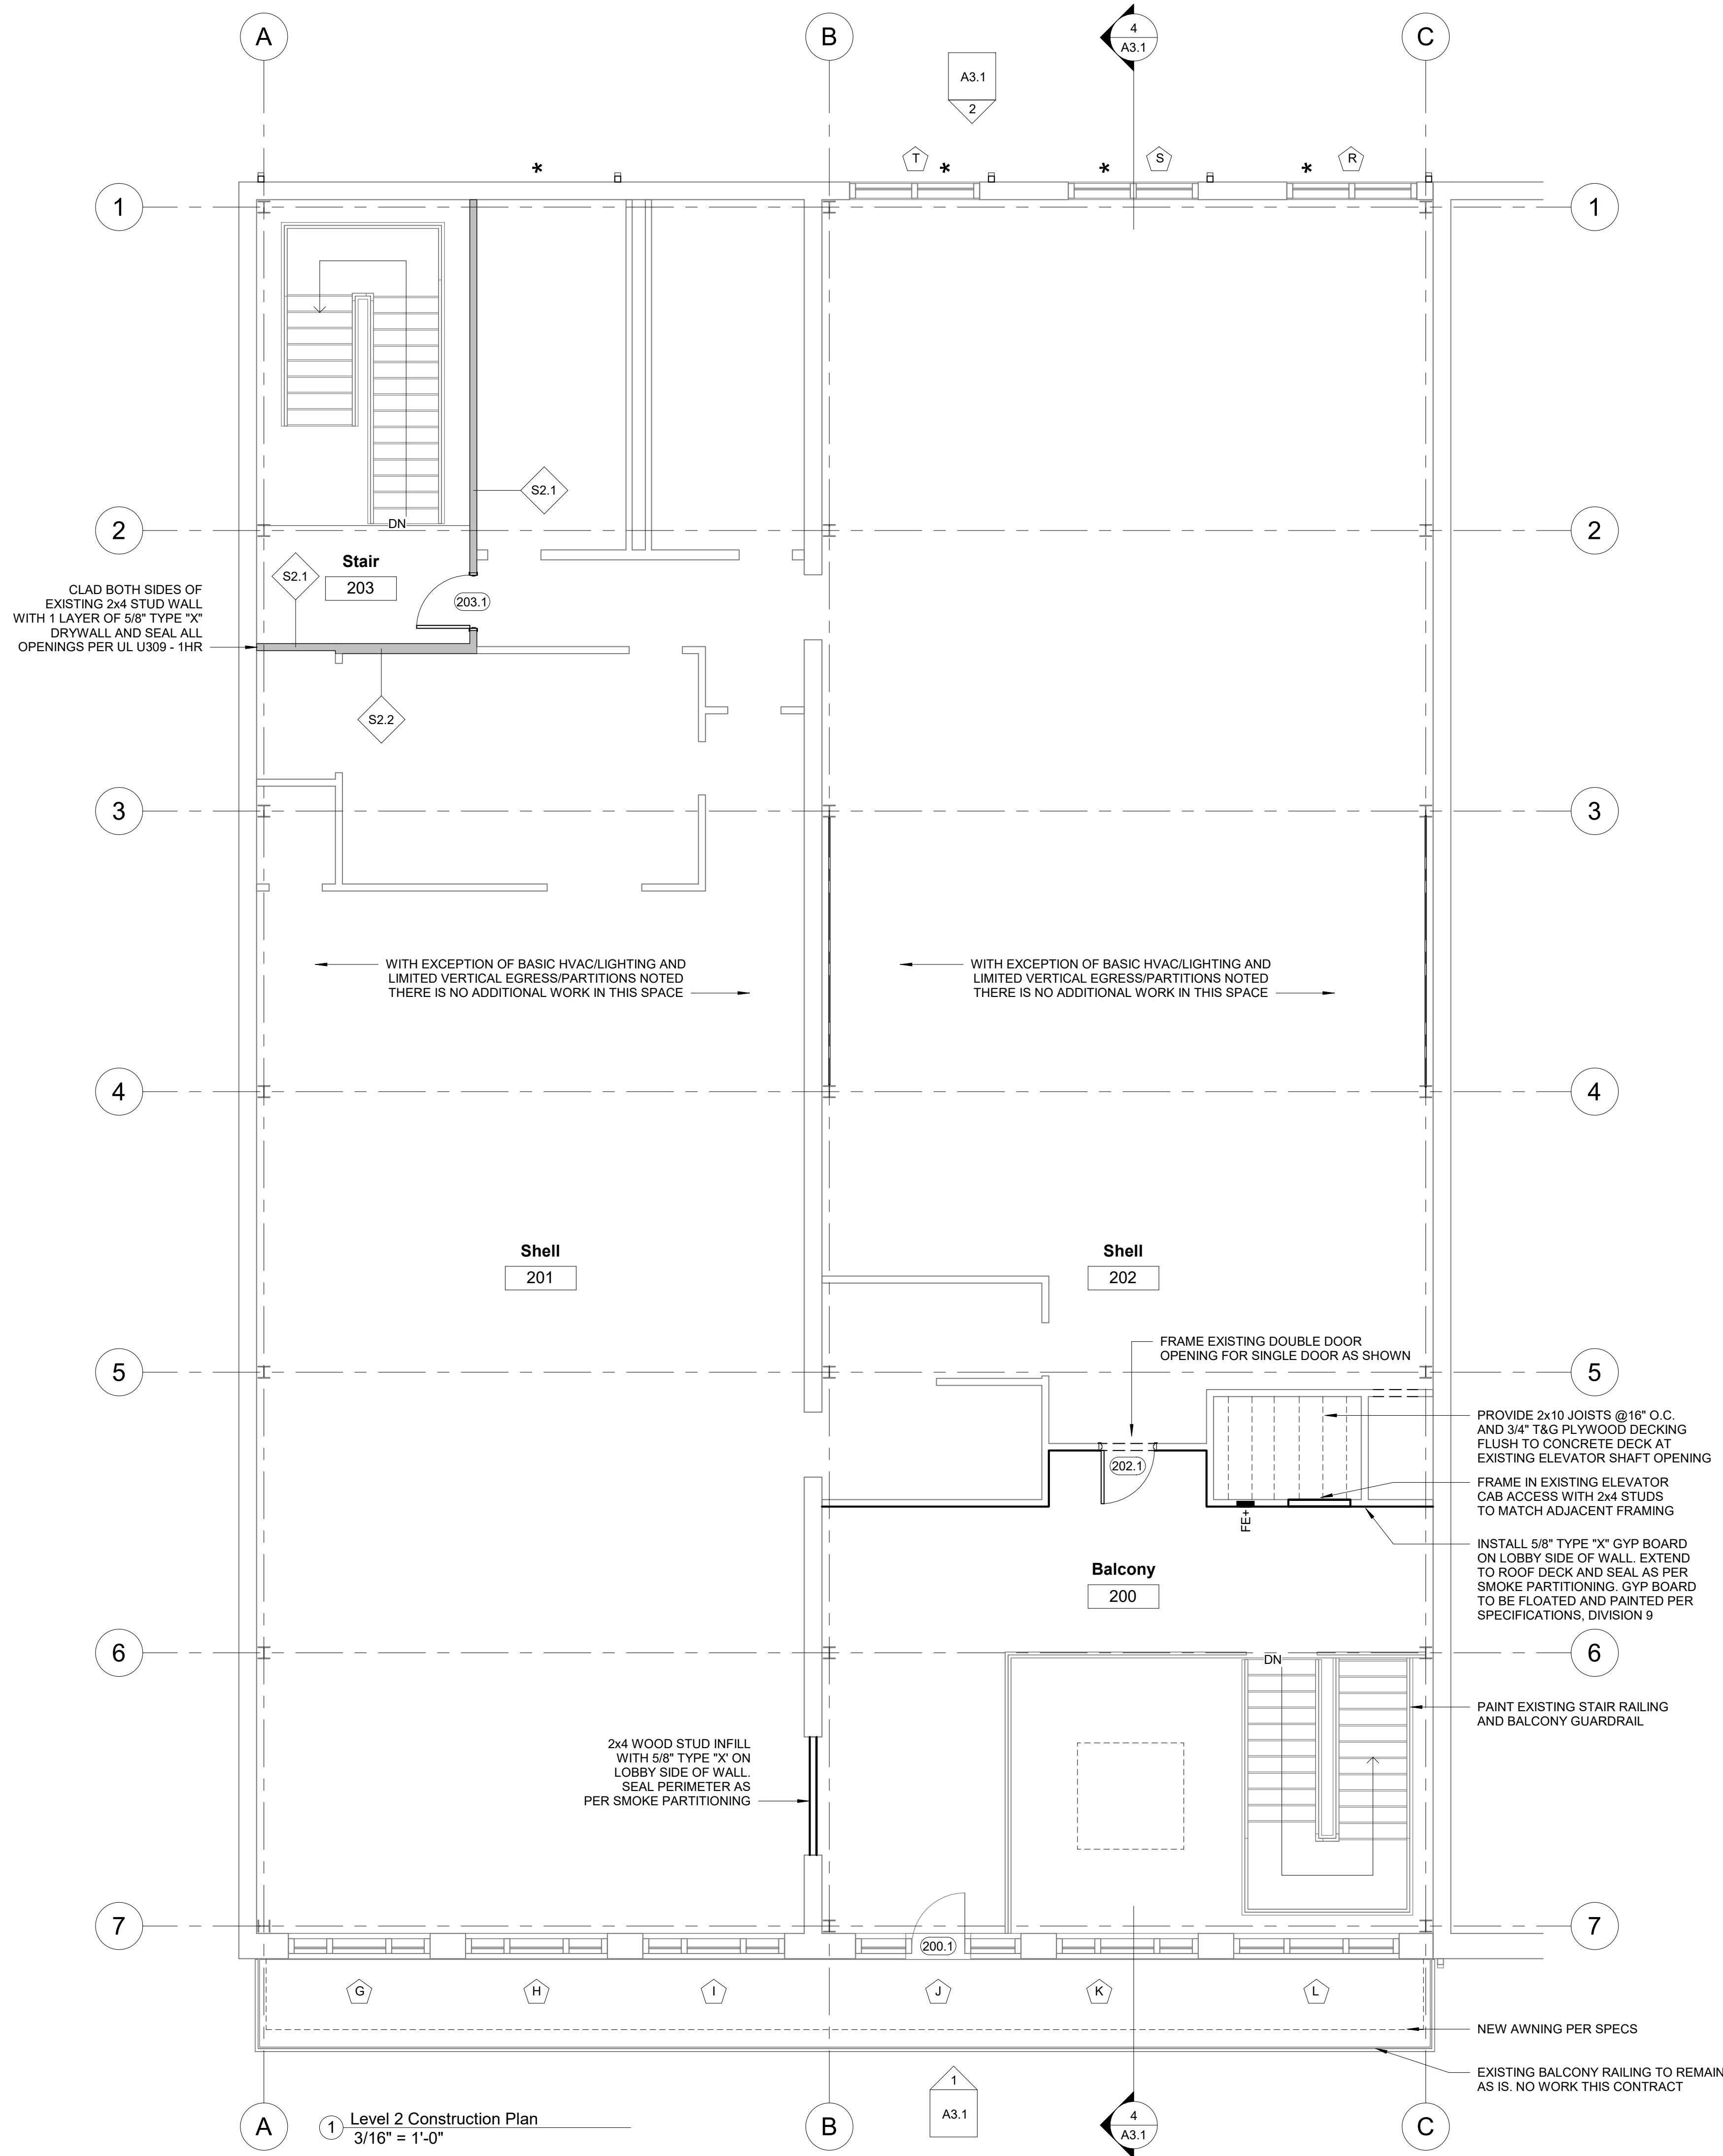 A
B
4
A3.1
C
A3.1
2
T
*
S
*
R
*
*
1
1
S2.1
2
DN
2
Stair
203
S2.1
203.1
CLAD BOTH SIDES OF
EXISTING 2x4 STUD WALL
WITH 1 LAYER OF 5/8" TYPE "X"
DRYWALL AND SEAL ALL
OPENINGS PER UL U309 - 1HR
S2.2
3
3
WITH EXCEPTION OF BASIC HVAC/LIGHTING AND
LIMITED VERTICAL EGRESS/PARTITIONS NOTED
THERE IS NO ADDITIONAL WORK IN THIS SPACE
WITH EXCEPTION OF BASIC HVAC/LIGHTING AND
LIMITED VERTICAL EGRESS/PARTITIONS NOTED
THERE IS NO ADDITIONAL WORK IN THIS SPACE
4
4
Shell
201
Shell
202
FRAME EXISTING DOUBLE DOOR
OPENING FOR SINGLE DOOR AS SHOWN
5
5
PROVIDE 2x10 JOISTS @16" O.C.
AND 3/4" T&G PLYWOOD DECKING
FLUSH TO CONCRETE DECK AT
EXISTING ELEVATOR SHAFT OPENING
202.1
FRAME IN EXISTING ELEVATOR
CAB ACCESS WITH 2x4 STUDS
TO MATCH ADJACENT FRAMING
FE+
INSTALL 5/8" TYPE "X" GYP BOARD
ON LOBBY SIDE OF WALL. EXTEND
TO ROOF DECK AND SEAL AS PER
SMOKE PARTITIONING. GYP BOARD
TO BE FLOATED AND PAINTED PER
SPECIFICATIONS, DIVISION 9
Balcony
200
6
DN
6
PAINT EXISTING STAIR RAILING
AND BALCONY GUARDRAIL
2x4 WOOD STUD INFILL
WITH 5/8" TYPE "X' ON
LOBBY SIDE OF WALL.
SEAL PERIMETER AS
PER SMOKE PARTITIONING
7
7
200.1
G
H
I
J
K
L
NEW AWNING PER SPECS
EXISTING BALCONY RAILING TO REMAIN
AS IS. NO WORK THIS CONTRACT
1
A3.1
A
B
4
A3.1
C
1
Level 2 Construction Plan
3/16" = 1'-0"